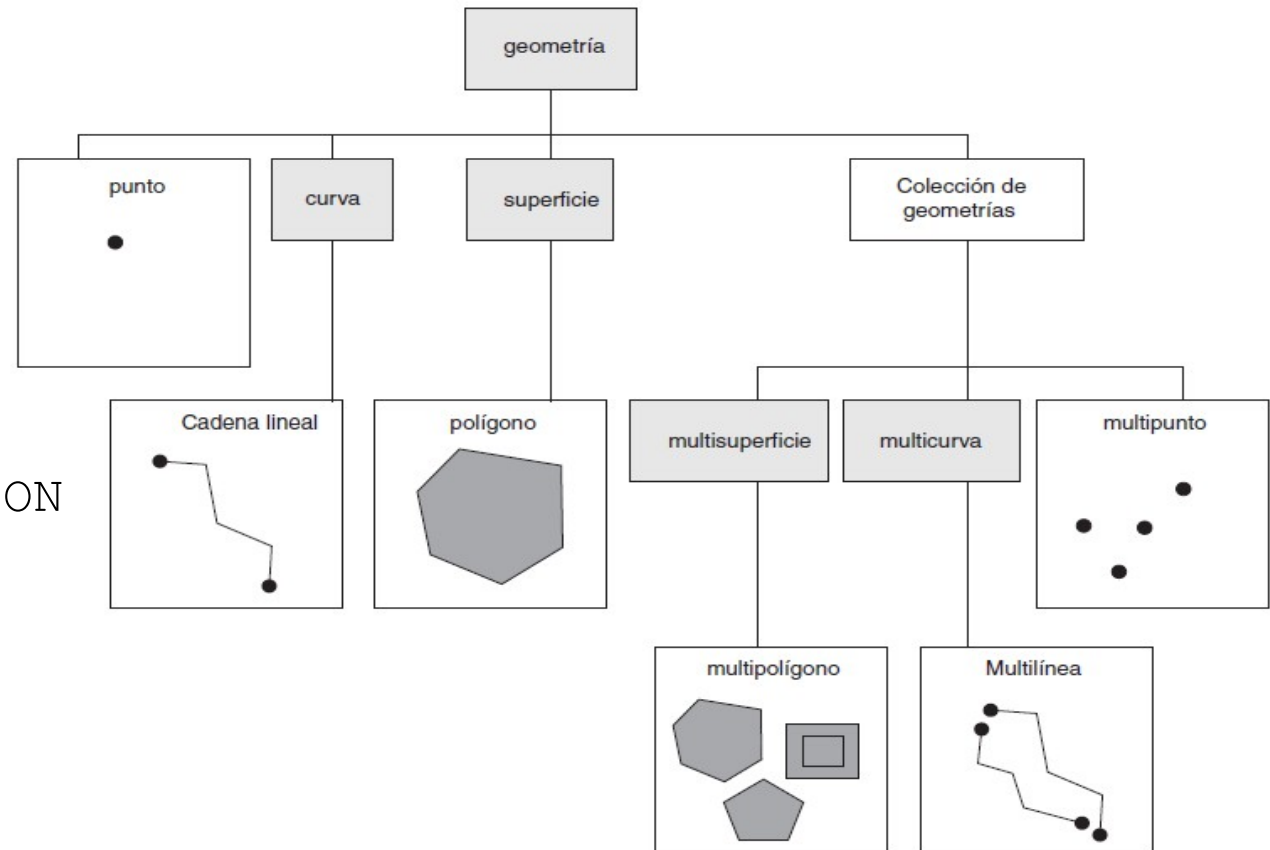 geometría
punto
curva
superficie
Colección de
geometrías
Cadena lineal
polígono
multisuperficie
multicurva
multipunto
ON
multipolígono
Multilínea